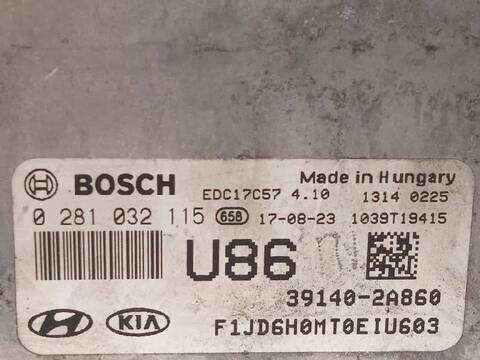 BOSCH EDC17C57 4.10 Made in Hungary
1314 0225
0 281 032 115 658 17-08-23 1039T19415
U86
39140-2A860
KIA F1JD6H0MT0EIU603